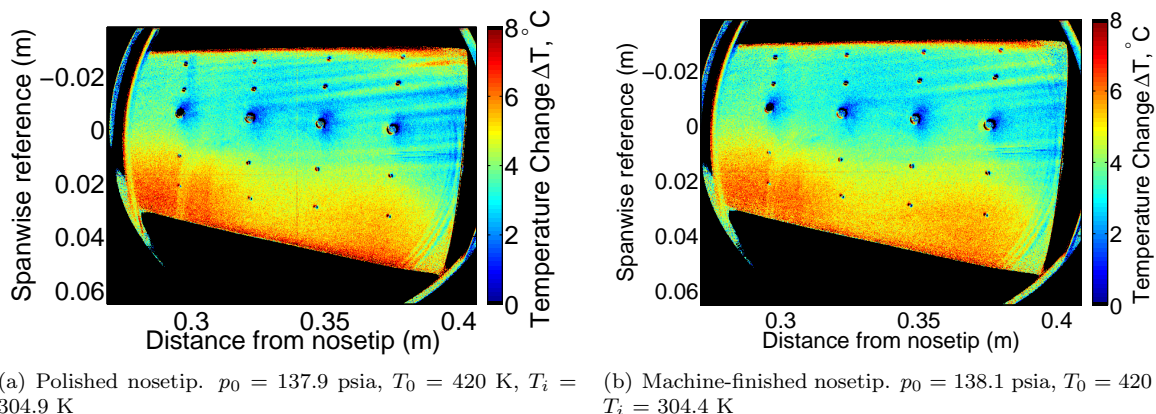 Spanwise reference (m)
−0.02
0
0.02
0.04
0.06
0.3
0.35
0.4
Distance from nosetip (m)
8
6
4
2
0
Temperature Change ΔT,°C
Spanwise reference (m)
−0.02
0
0.02
0.04
0.06
0.3
0.35
0.4
Distance from nosetip (m)
8
6
4
2
0
Temperature Change ΔT,°C
(a) Polished nosetip. p0 = 137.9 psia, T0 = 420 K, Ti =
304.9 K
(b) Machine-finished nosetip. p0 = 138.1 psia, T0 = 420
Ti = 304.4 K